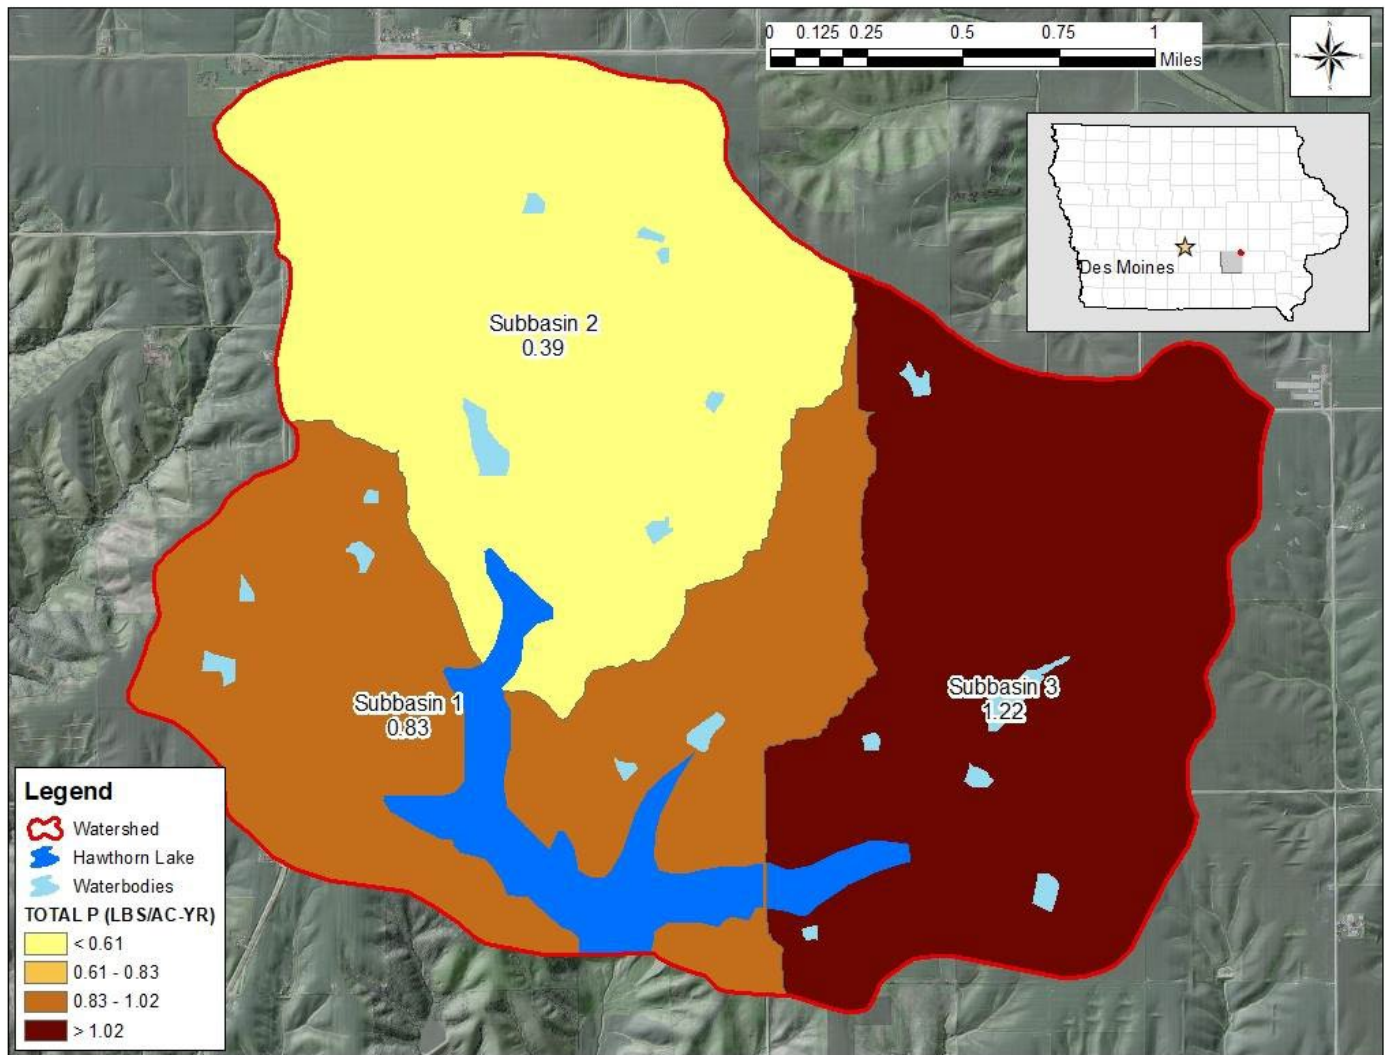 0 0.125 0.25 0.5 0.75 1
Miles
N
W E
S
Des Moines
Subbasin 2
0.39
Subbasin 3
1.22
Subbasin 1
0.83
Legend
Watershed
Hawthorn Lake
Waterbodies
TOTAL P (LBS/AC-YR)
< 0.61
0.61 - 0.83
0.83 - 1.02
> 1.02